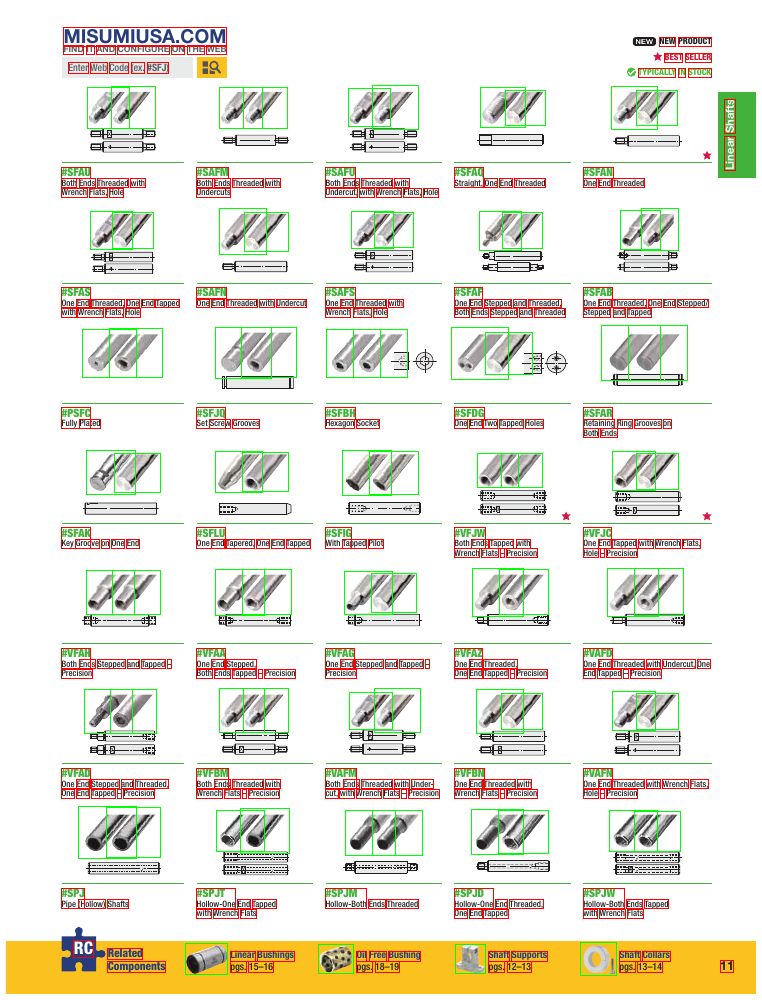 MISUMIUSA.COM
FIND IT AND CONFIGURE ON THE WEB
Enter Web Code (ex. #SFJ)
NEW NEW PRODUCT
BEST SELLER
TYPICALLY IN STOCK
Linear Shafts
#SFAU
Both Ends Threaded with
Wrench Flats, Hole
#SAFM
Both Ends Threaded with
Undercuts
#SAFU
Both Ends Threaded with
Undercut, with Wrench Flats, Hole
#SFAQ
Straight, One End Threaded
#SFAN
One End Threaded
#SFAS
One End Threaded, One End Tapped
with Wrench Flats, Hole
#SAFN
One End Threaded with Undercut
#SAFS
One End Threaded with
Wrench Flats, Hole
#SFAF
One End Stepped and Threaded,
Both Ends Stepped and Threaded
#SFAB
One End Threaded, One End Stepped/
Stepped and Tapped
#PSFC
Fully Plated
#SFJQ
Set Screw Grooves
#SFBH
Hexagon Socket
#SFDG
One End Two Tapped Holes
#SFAR
Retaining Ring Grooves on
Both Ends
#SFAK
Key Groove on One End
#SFLU
One End Tapered, One End Tapped
#SFIG
With Tapped Pilot
#VFJW
Both Ends Tapped with
Wrench Flats – Precision
#VFJC
One End Tapped with Wrench Flats,
Hole – Precision
#VFAH
Both Ends Stepped and Tapped –
Precision
#VFAA
One End Stepped,
Both Ends Tapped – Precision
#VFAG
One End Stepped and Tapped –
Precision
#VFAZ
One End Threaded,
One End Tapped – Precision
#VAFD
One End Threaded with Undercut, One
End Tapped – Precision
#VFAD
One End Stepped and Threaded,
One End Tapped – Precision
#VFBM
Both Ends Threaded with
Wrench Flats – Precision
#VAFM
Both Ends Threaded with Under-
cut, with Wrench Flats – Precision
#VFBN
One End Threaded with
Wrench Flats – Precision
#VAFN
One End Threaded with Wrench Flats,
Hole – Precision
#SPJ
Pipe (Hollow) Shafts
#SPJT
Hollow-One End Tapped
with Wrench Flats
#SPJM
Hollow-Both Ends Threaded
#SPJD
Hollow-One End Threaded,
One End Tapped
#SPJW
Hollow-Both Ends Tapped
with Wrench Flats
RC
Related
Components
Linear Bushings
pgs. 15–16
Oil Free Bushing
pgs. 18–19
Shaft Supports
pgs. 12–13
Shaft Collars
pgs. 13–14
11